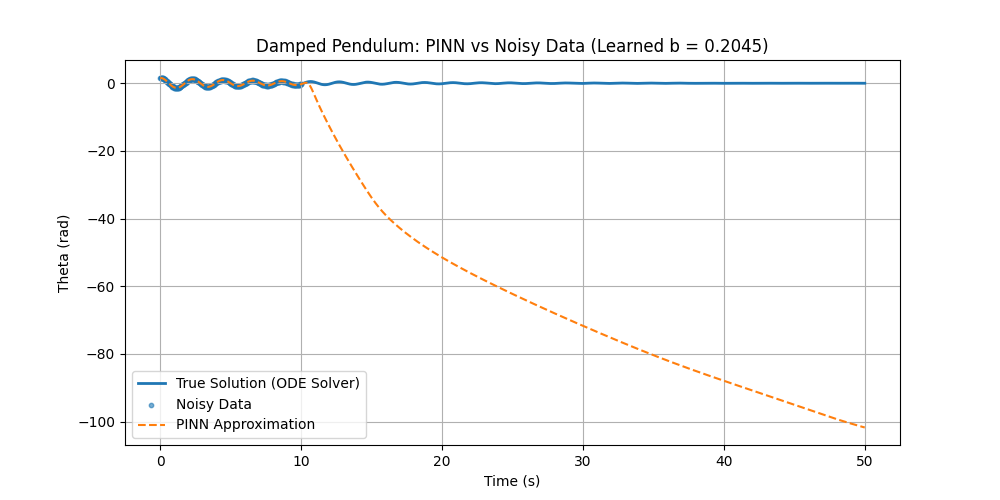 Damped Pendulum: PINN vs Noisy Data (Learned b = 0.2045)
Theta (rad)
0
−20
−40
−60
−80
−100
True Solution (ODE Solver)
Noisy Data
PINN Approximation
0 10 20 30 40 50
Time (s)